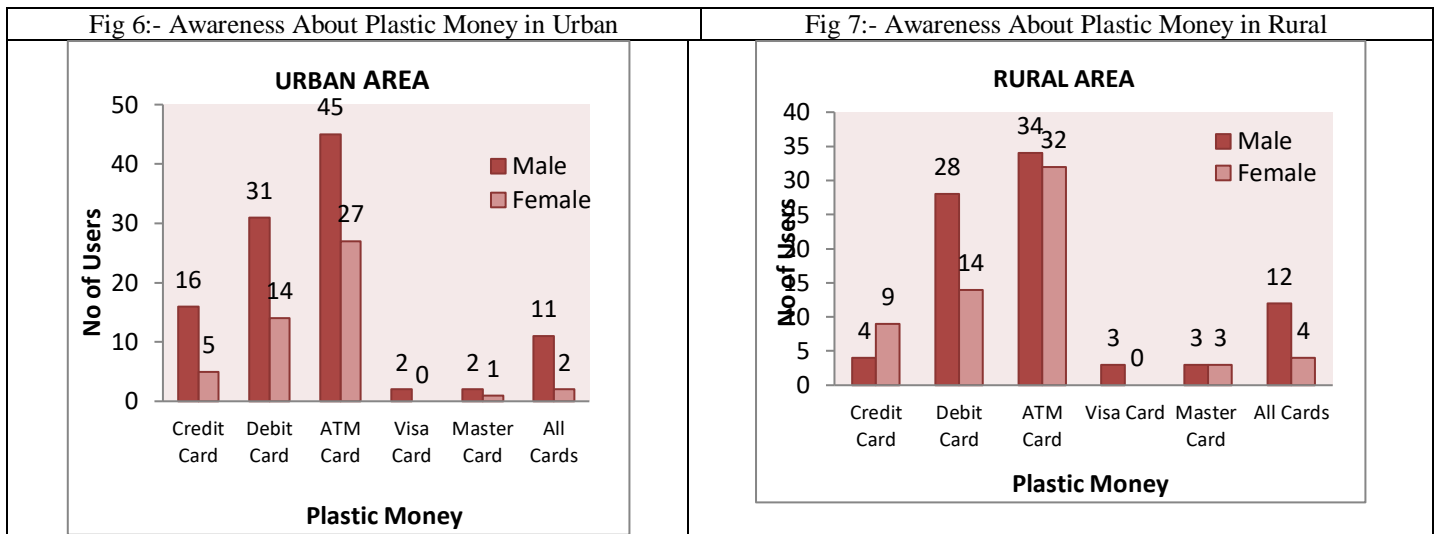 Fig 6:- Awareness About Plastic Money in Urban
Fig 7:- Awareness About Plastic Money in Rural
URBAN AREA
50
40
30
20
10
0
No of Users
16
5
31
14
45
27
2
0
2
1
11
2
Male
Female
Credit Card
Debit Card
ATM Card
Visa Card
Master Card
All Cards
Plastic Money
RURAL AREA
40
35
30
25
20
15
10
5
0
No of Users
4
9
28
14
34
32
3
0
3
3
12
4
Male
Female
Credit Card
Debit Card
ATM Card
Visa Card
Master Card
All Cards
Plastic Money